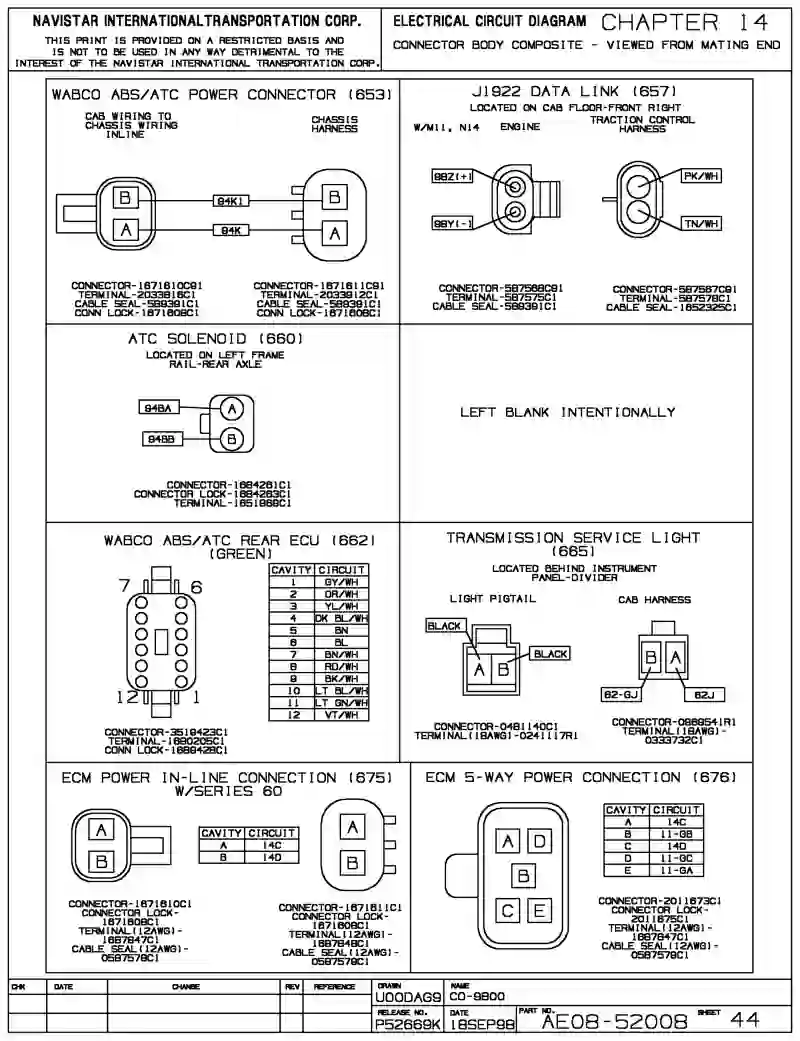 NAVISTAR INTERNATIONALTRANSPORTATION CORP.
THIS PRINT IS PROVIDED ON A RESTRICTED BASIS AND
IS NOT TO BE USED IN ANY WAY DETRIMENTAL TO THE
INTEREST OF THE NAVISTAR INTERNATIONAL TRANSPORTATION CORP.
ELECTRICAL CIRCUIT DIAGRAM CHAPTER 14
CONNECTOR BODY COMPOSITE - VIEWED FROM MATING END
WABCO ABS/ATC POWER CONNECTOR (653)
CAB WIRING TO
CHASSIS WIRING
INLINE
CHASSIS
HARNESS
B 94K1 B
A 94K A
CONNECTOR-1671610C91
TERMINAL-2033816C1
CABLE SEAL-589391C1
CONN LOCK-1671608C1
CONNECTOR-1671611C91
TERMINAL-2033912C1
CABLE SEAL-589391C1
CONN LOCK-1671608C1
J1922 DATA LINK (657)
LOCATED ON CAB FLOOR-FRONT RIGHT
W/M11, N14 ENGINE
TRACTION CONTROL
HARNESS
98Z(+)
98Y(-)
PK/WH
TN/WH
CONNECTOR-587568C91
TERMINAL-587575C1
CABLE SEAL-589391C1
CONNECTOR-587567C91
TERMINAL-587578C1
CABLE SEAL-1652325C1
ATC SOLENOID (660)
LOCATED ON LEFT FRAME
RAIL-REAR AXLE
94BA A
94BB B
CONNECTOR-1684261C1
CONNECTOR LOCK-1684263C1
TERMINAL-1651968C1
LEFT BLANK INTENTIONALLY
WABCO ABS/ATC REAR ECU (662)
(GREEN)
7 6
12 1
CAVITY CIRCUIT
1 GY/WH
2 OR/WH
3 YL/WH
4 DK BL/WH
5 BN
6 BL
7 BN/WH
8 RD/WH
9 BK/WH
10 LT BL/WH
11 LT GN/WH
12 VT/WH
CONNECTOR-3519423C1
TERMINAL-1680205C1
CONN LOCK-1689428C1
TRANSMISSION SERVICE LIGHT
(665)
LOCATED BEHIND INSTRUMENT
PANEL-DIVIDER
LIGHT PIGTAIL
CAB HARNESS
BLACK
A B
BLACK
B A
62-GJ 62J
CONNECTOR-0481140C1
TERMINAL(18AWG)-0241117R1
CONNECTOR-0968541R1
TERMINAL(18AWG)-
0333732C1
ECM POWER IN-LINE CONNECTION (675)
W/SERIES 60
A
B
CAVITY CIRCUIT
A 14C
B 14D
A
B
CONNECTOR-1671610C1
CONNECTOR LOCK-
1671608C1
TERMINAL(12AWG)-
1687847C1
CABLE SEAL(12AWG)-
0587579C1
CONNECTOR-1671611C1
CONNECTOR LOCK-
1671608C1
TERMINAL(12AWG)-
1687848C1
CABLE SEAL(12AWG)-
0587579C1
ECM 5-WAY POWER CONNECTION (676)
A D
B
C E
CAVITY CIRCUIT
A 14C
B 11-GB
C 14D
D 11-GC
E 11-GA
CONNECTOR-2011673C1
CONNECTOR LOCK-
2011675C1
TERMINAL(12AWG)-
1687847C1
CABLE SEAL(12AWG)-
0587579C1
CHK DATE CHANGE REV REFERENCE
DRAWN
U00DAG9
NAME
CO-9800
RELEASE NO.
P52669K
DATE
18SEP98
PART NO.
AE08-52008
SHEET 44